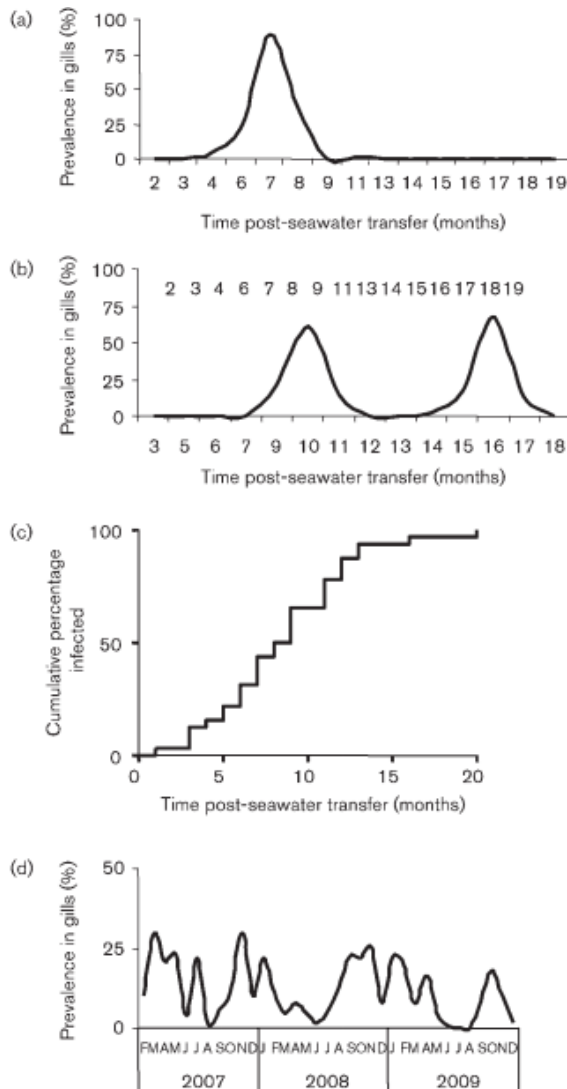 (a)
Prevalence in gills (%)
100
75
50
25
0
2 3 4 6 7 8 9 11 13 14 15 16 17 18 19
Time post-seawater transfer (months)
(b)
Prevalence in gills (%)
100
75
50
25
0
2 3 4 6 7 8 9 11 13 14 15 16 17 18 19
3 5 6 7 9 10 11 12 13 14 15 16 17 18
Time post-seawater transfer (months)
(c)
Cumulative percentage
infected
100
50
0
0 5 10 15 20
Time post-seawater transfer (months)
(d)
Prevalence in gills (%)
50
25
0
FMAMJ J A SOND J FMAMJ J A SOND J FMAMJ J A SOND
2007 2008 2009